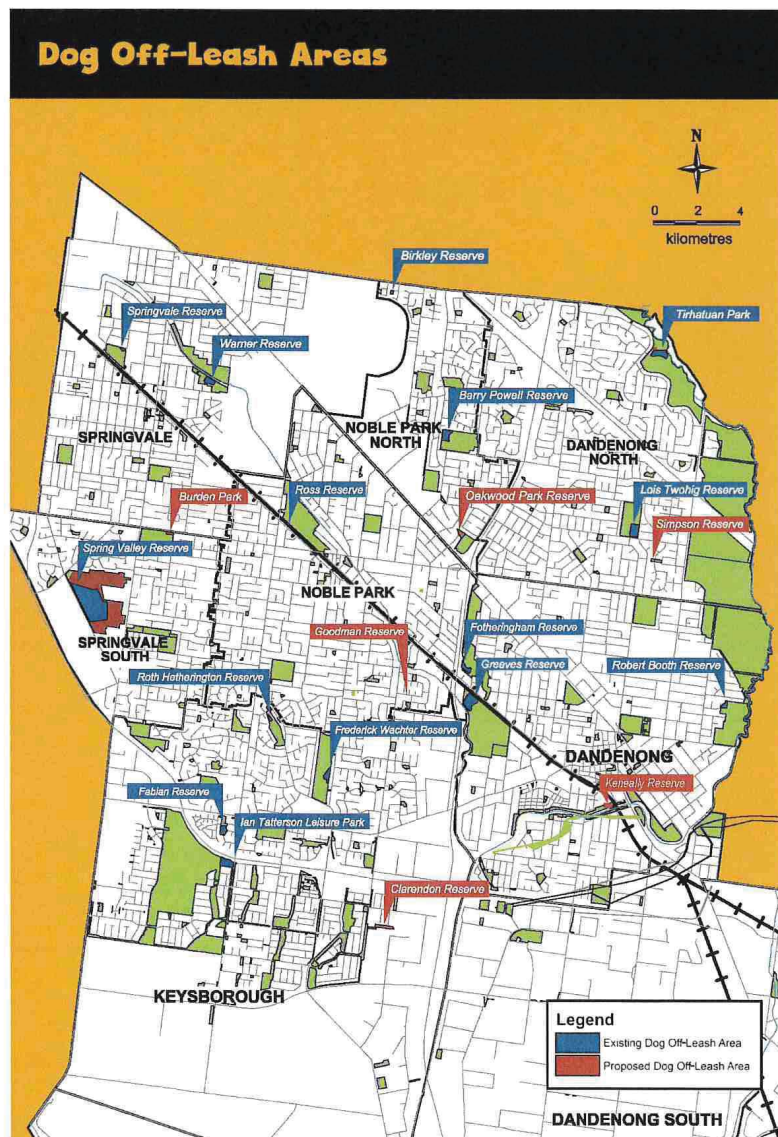 Dog Off-Leash Areas
N
0 2 4
kilometres
Birkley Reserve
Springvale Reserve
Tirhatuan Park
Warner Reserve
Barry Powell Reserve
SPRINGVALE
NOBLE PARK
NORTH
DANDENONG
NORTH
Burden Park
Ross Reserve
Oakwood Park Reserve
Lois Twohig Reserve
Simpson Reserve
Spring Valley Reserve
NOBLE PARK
SPRINGVALE
SOUTH
Goodman Reserve
Fotheringham Reserve
Greaves Reserve
Robert Booth Reserve
Roth Hetherington Reserve
Frederick Wachter Reserve
DANDENONG
Keneally Reserve
Fabian Reserve
Ian Tatterson Leisure Park
Clarendon Reserve
KEYSBOROUGH
Legend
Existing Dog Off-Leash Area
Proposed Dog Off-Leash Area
DANDENONG SOUTH